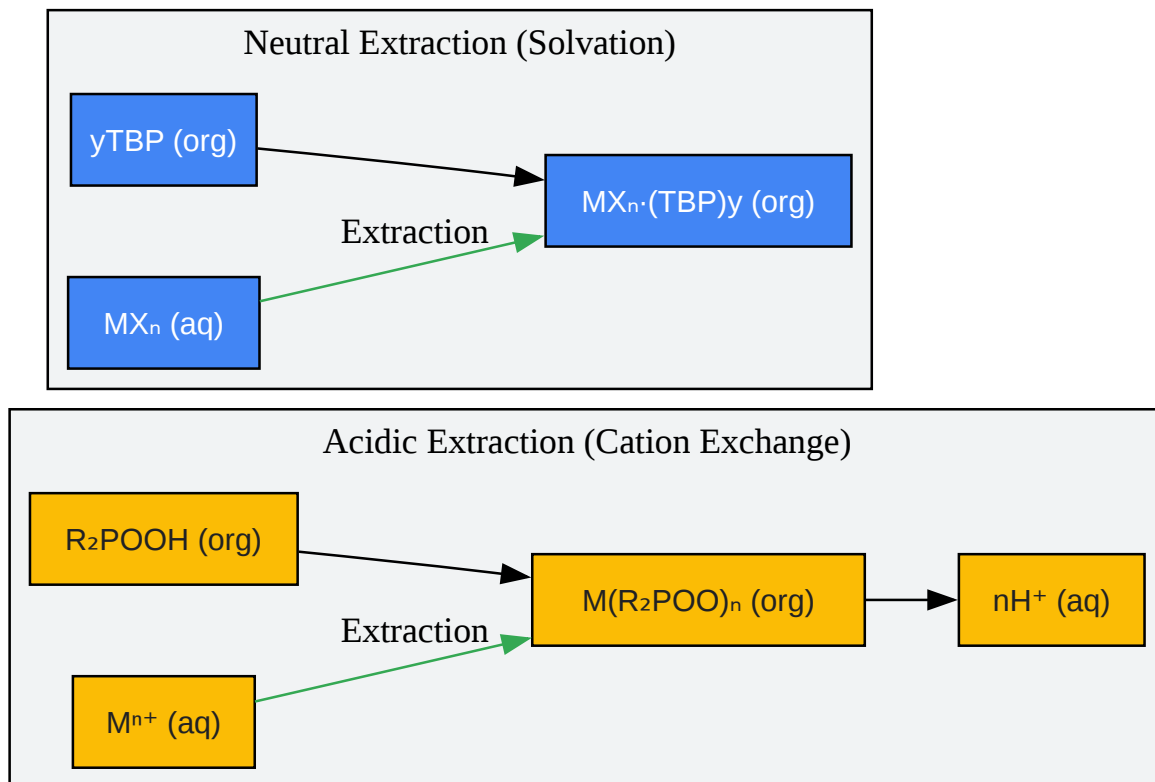 Neutral Extraction (Solvation)
yTBP (org)
MXₙ·(TBP)y (org)
Extraction
MXₙ (aq)
Acidic Extraction (Cation Exchange)
R₂POOH (org)
M(R₂POO)ₙ (org)
nH⁺ (aq)
Extraction
Mⁿ⁺ (aq)